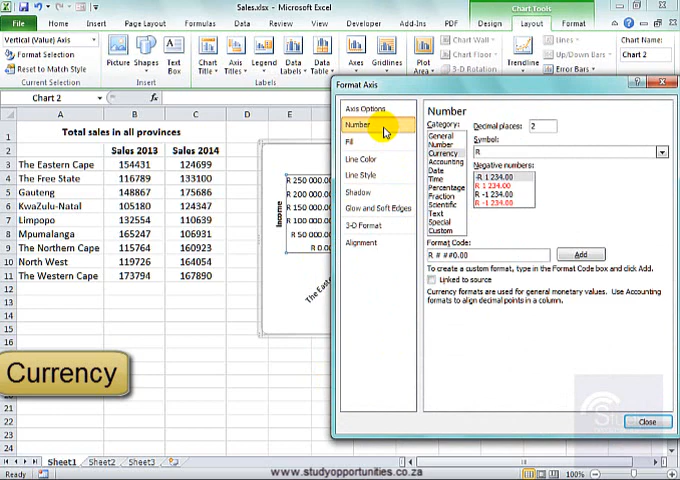 Sales.xlsx - Microsoft Excel
Chart Tools
File Home Insert Page Layout Formulas Data Review View Developer Add-Ins PDF Design Layout Format
Vertical (Value) Axis
Format Selection
Reset to Match Style
Current Selection
Picture Shapes Text Box
Insert
Chart Title Axis Titles Legend Data Labels Data Table
Axes Gridlines
Plot Area
Chart Wall
Chart Floor
3-D Rotation
Trendline
Lines
Up/Down Bars
Error Bars
Chart Name:
Chart 2
Chart 2
fx
A B C D E
1 Total sales in all provinces
2 Sales 2013 Sales 2014
3 The Eastern Cape 154431 124699
4 The Free State 116789 133100
5 Gauteng 148867 175686
6 KwaZulu-Natal 105180 124347
7 Limpopo 132554 110639
8 Mpumalanga 165247 106931
9 The Northern Cape 115764 160923
10 North West 119726 164054
11 The Western Cape 173794 167890
12
13
14
15
16
21
22
23
24
Income
R 250 000.00
R 200 000.00
R 150 000.00
R 100 000.00
R 50 000.00
R 0.00
The East
Currency
Format Axis
Axis Options
Number
Fill
Line Color
Line Style
Shadow
Glow and Soft Edges
3-D Format
Alignment
Number
Category:
General
Number
Currency
Accounting
Date
Time
Percentage
Fraction
Scientific
Text
Special
Custom
Decimal places: 2
Symbol:
R
Negative numbers:
-R 1 234.00
R 1 234.00
R -1 234.00
R -1 234.00
Format Code:
R # ##0.00
Add
To create a custom format, type in the Format Code box and click Add.
Linked to source
Currency formats are used for general monetary values. Use Accounting
formats to align decimal points in a column.
Close
Sheet1 Sheet2 Sheet3
Ready
www.studyopportunities.co.za
100%